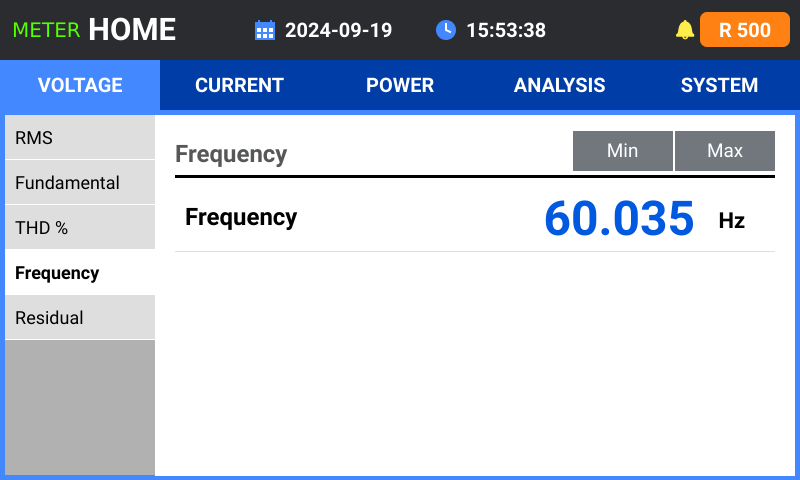 METER HOME 2024-09-19 15:53:38 R 500
VOLTAGE CURRENT POWER ANALYSIS SYSTEM
RMS
Fundamental
THD %
Frequency
Residual
Frequency Min Max
Frequency 60.035 Hz